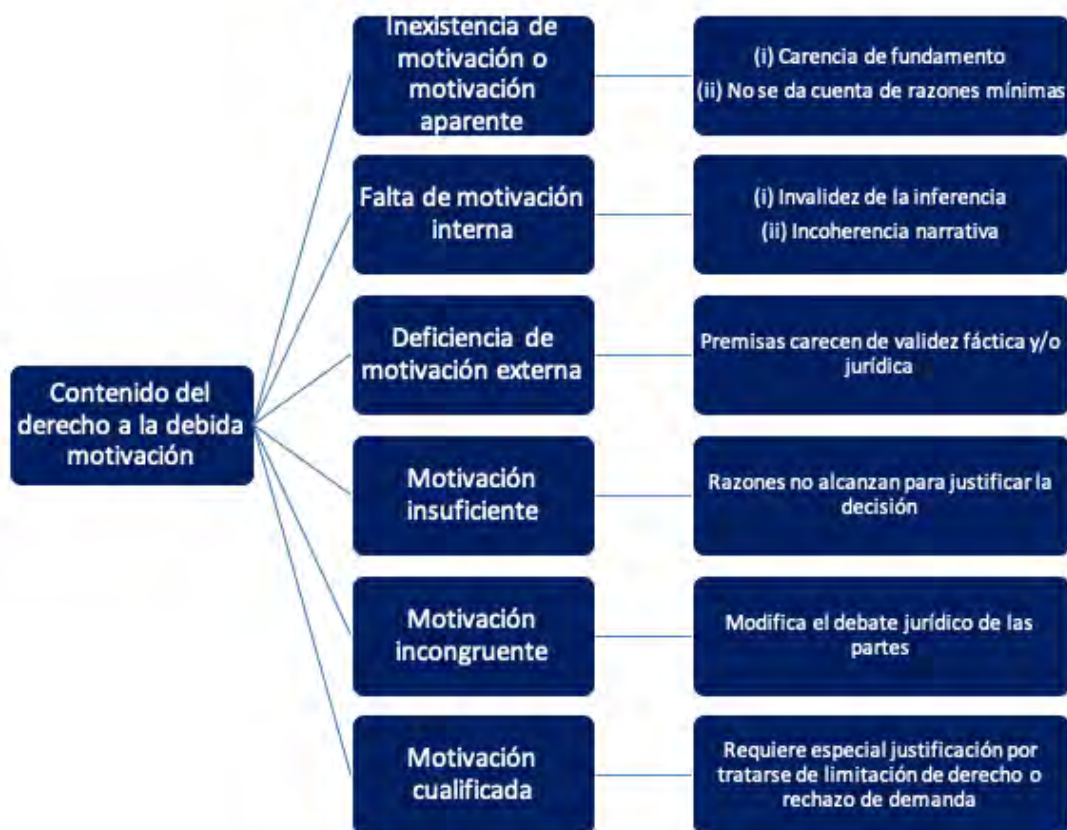 Inexistencia de
motivación o
motivación
aparente
(i) Carencia de fundamento
(ii) No se da cuenta de razones mínimas
Falta de motivación
interna
(i) Invalidez de la inferencia
(ii) Incoherencia narrativa
Deficiencia de
motivación externa
Premisas carecen de validez fáctica y/o
jurídica
Contenido del
derecho a la debida
motivación
Motivación
insuficiente
Razones no alcanzan para justificar la
decisión
Motivación
incongruente
Modifica el debate jurídico de las
partes
Motivación
cualificada
Requiere especial justificación por
tratarse de limitación de derecho o
rechazo de demanda